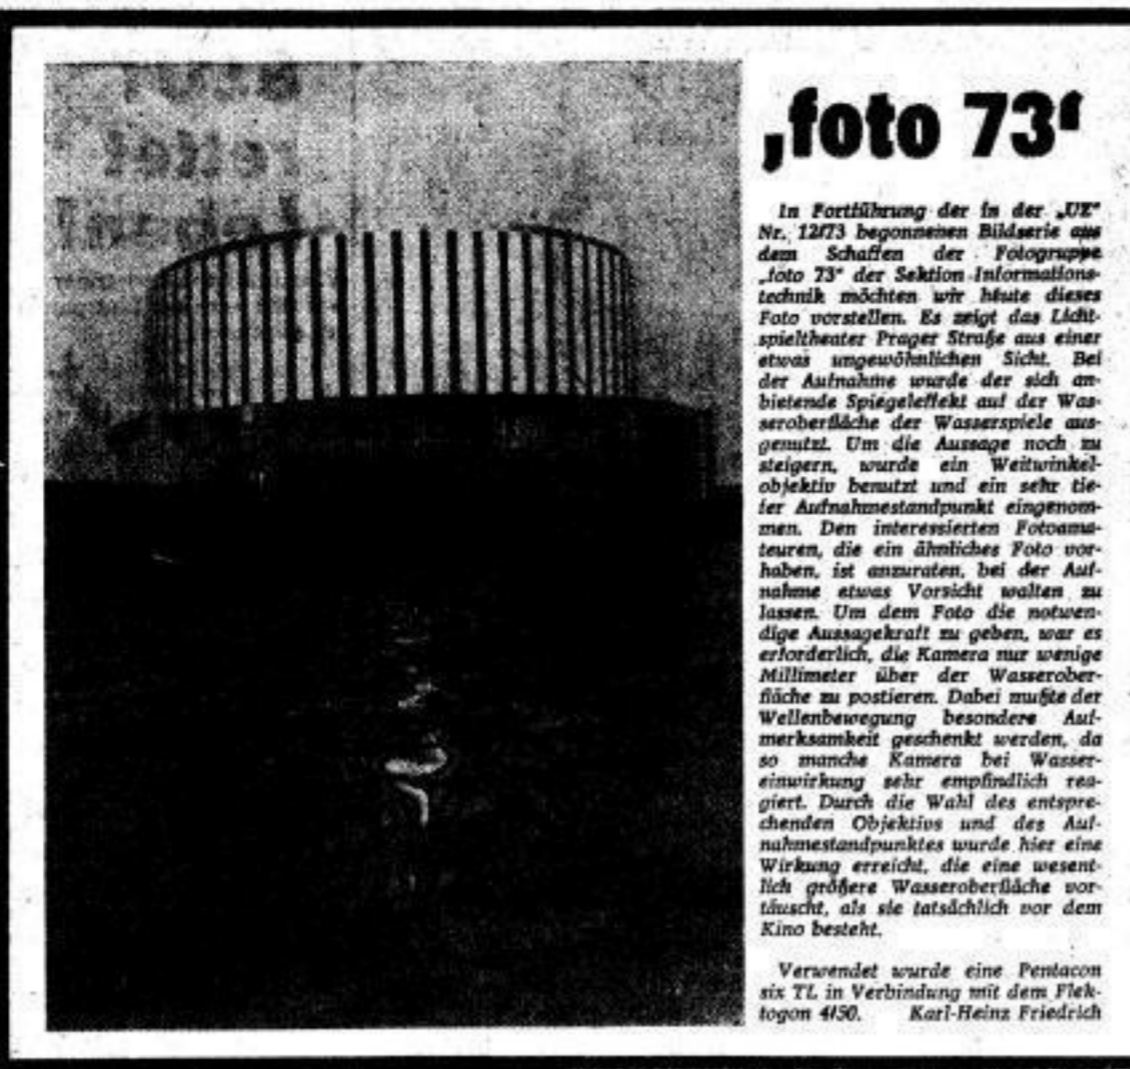 ‚foto 73‘
In Fortführung der in der „UZ“
Nr. 12/73 begonnenen Bildserie aus
dem Schaffen der Fotogruppe
„foto 73“ der Sektion Informations-
technik möchten wir heute dieses
Foto vorstellen. Es zeigt das Licht-
spieltheater Prager Straße aus einer
etwas ungewöhnlichen Sicht. Bei
der Aufnahme wurde der sich an-
bietende Spiegeleffekt auf der Was-
seroberfläche der Wasserspiele aus-
genutzt. Um die Aussage noch zu
steigern, wurde ein Weitwinkel-
objektiv benutzt und ein sehr tie-
fer Aufnahmestandpunkt eingenom-
men. Den interessierten Fotoama-
teuren, die ein ähnliches Foto vor-
haben, ist anzuraten, bei der Auf-
nahme etwas Vorsicht walten zu
lassen. Um dem Foto die notwen-
dige Aussagekraft zu geben, war es
erforderlich, die Kamera nur wenige
Millimeter über der Wasserober-
fläche zu postieren. Dabei mußte der
Wellenbewegung besondere Auf-
merksamkeit geschenkt werden, da
so manche Kamera bei Wasser-
einwirkung sehr empfindlich rea-
giert. Durch die Wahl des entspre-
chenden Objektivs und des Auf-
nahmestandpunktes wurde hier eine
Wirkung erreicht, die eine wesent-
lich größere Wasseroberfläche vor-
täuscht, als sie tatsächlich vor dem
Kino besteht.
Verwendet wurde eine Pentacon
six TL in Verbindung mit dem Flek-
togon 4/50. Karl-Heinz Friedrich